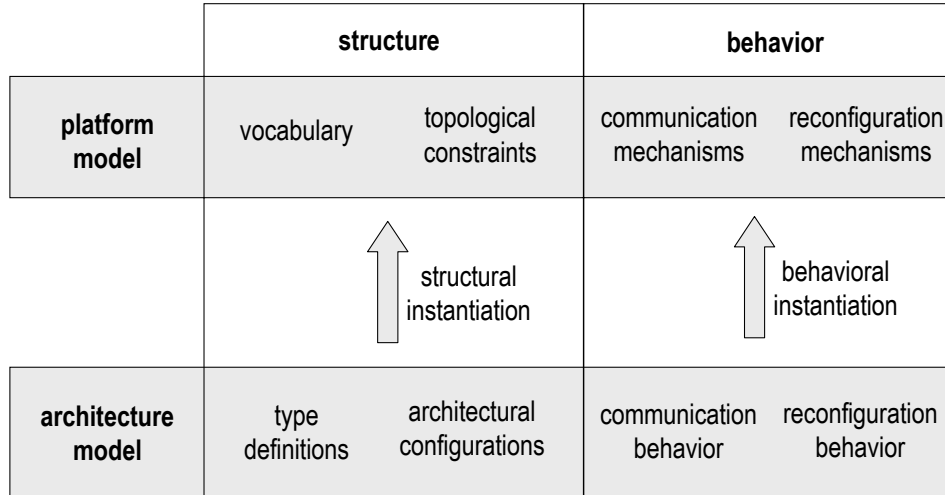 structure
behavior
platform
model
vocabulary
topological
constraints
communication
mechanisms
reconfiguration
mechanisms
structural
instantiation
behavioral
instantiation
architecture
model
type
definitions
architectural
configurations
communication
behavior
reconfiguration
behavior